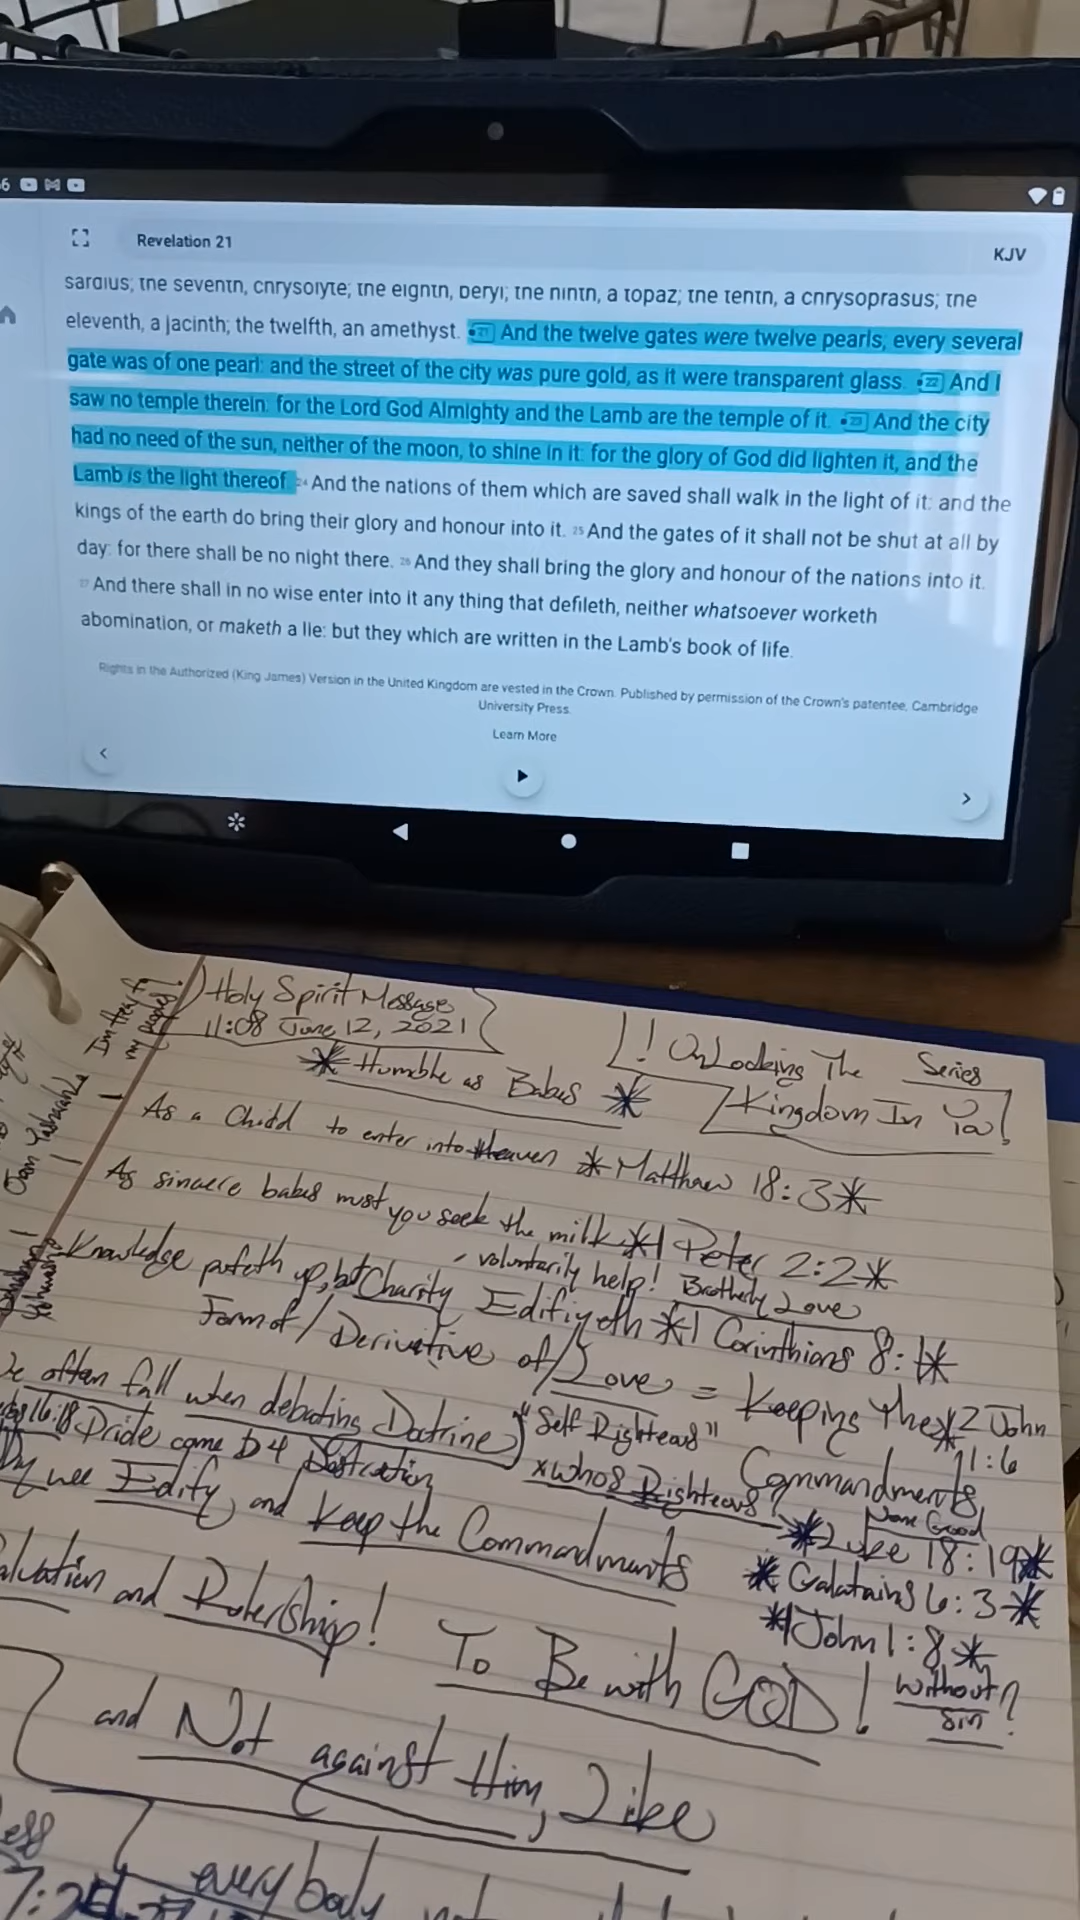 Revelation 21
KJV
sardius; the seventh, chrysolyte; the eighth, beryl; the ninth, a topaz; the tenth, a chrysoprasus; the
eleventh, a jacinth; the twelfth, an amethyst. 21 And the twelve gates were twelve pearls; every several
gate was of one pearl: and the street of the city was pure gold, as it were transparent glass. 22 And I
saw no temple therein: for the Lord God Almighty and the Lamb are the temple of it. 23 And the city
had no need of the sun, neither of the moon, to shine in it: for the glory of God did lighten it, and the
Lamb is the light thereof. 24 And the nations of them which are saved shall walk in the light of it: and the
kings of the earth do bring their glory and honour into it. 25 And the gates of it shall not be shut at all by
day: for there shall be no night there. 26 And they shall bring the glory and honour of the nations into it.
27 And there shall in no wise enter into it any thing that defileth, neither whatsoever worketh
abomination, or maketh a lie: but they which are written in the Lamb's book of life.
Rights in the Authorized (King James) Version in the United Kingdom are vested in the Crown. Published by permission of the Crown's patentee, Cambridge
University Press.
Learn More
Holy Spirit Message
11:08 June 12, 2021
! OnLocking The Series
Kingdom In Ya!
* Humble as Babes *
As a Child to enter into Heaven * Matthew 18:3 *
As sincere babes must you seek the milk * 1 Peter 2:2 *
- voluntarily help! Brotherly Love
Knowledge pufeth up, but Charity Edifiyeth * 1 Corinthians 8:1 *
Form of / Derivitive of / Love = Keeping The * 2 John
1:6
Commandments
often fall when debating Doctrine
"Self Righteous"
16:18 Pride come b4 Destruction
x whos Righteous?
None Good
* Luke 18:19 *
wee Edify, and Keep the Commandments
* Galatains 6:3 *
* 1 John 1:8 *
and Rulership! To Be with GOD!
Without
Sin?
and Not against Him, Like
everybody